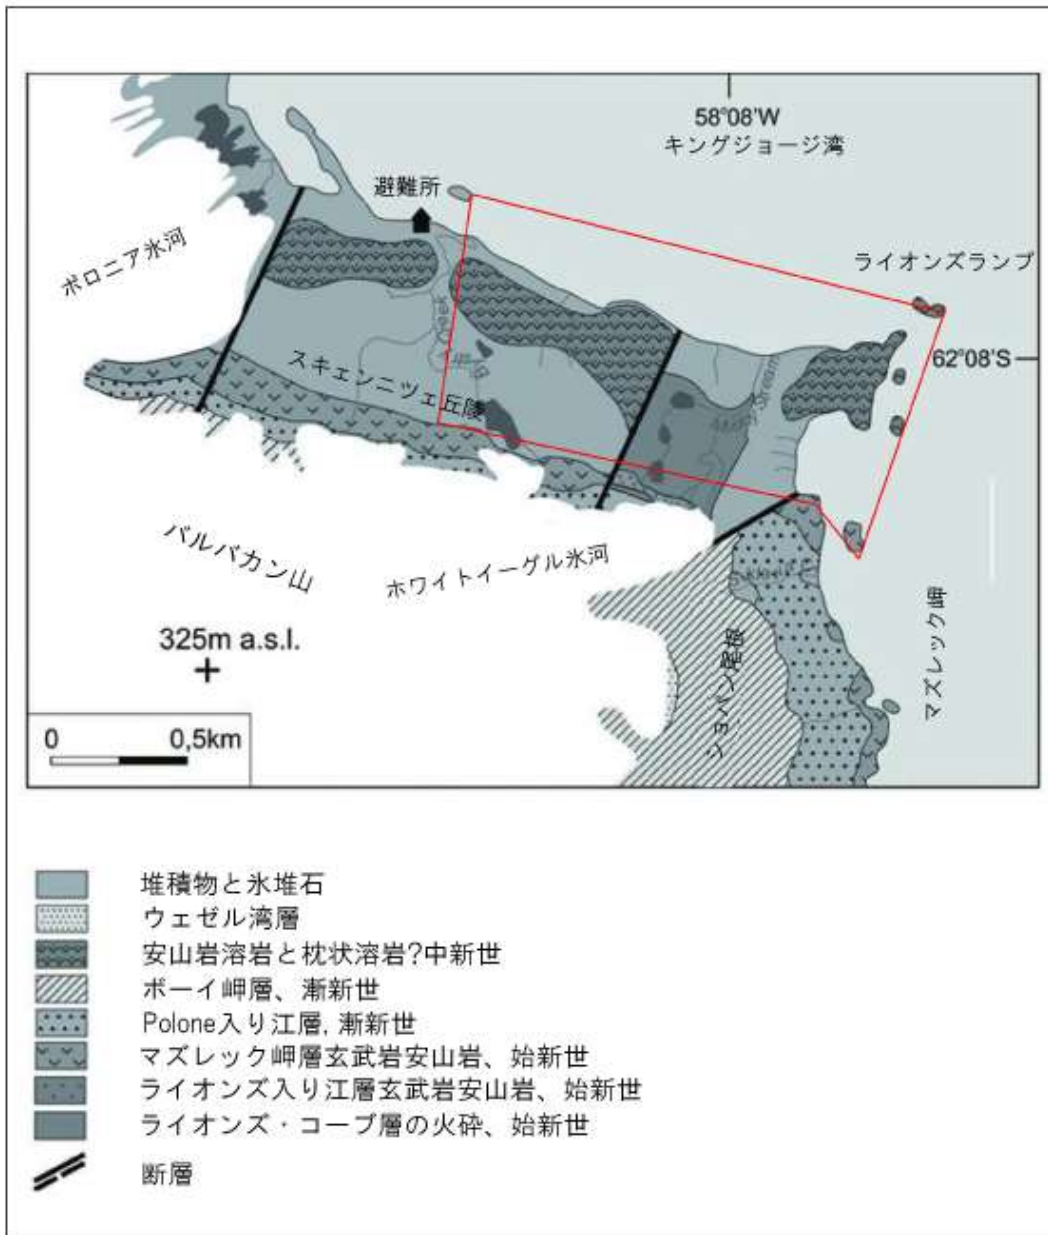 58°08'W
キングジョージ湾
避難所
ライオンズランプ
ボロニア氷河
62°08'S
Creek
スキェンニツェ丘陵
バルバカン山
ホワイトイーグル氷河
325m a.s.l.
ショパン尾根
マズレック岬
0 0,5km
堆積物と氷堆石
ウェゼル湾層
安山岩溶岩と枕状溶岩?中新世
ボーイ岬層、漸新世
Polone入り江層, 漸新世
マズレック岬層玄武岩安山岩、始新世
ライオンズ入り江層玄武岩安山岩、始新世
ライオンズ・コーブ層の火砕、始新世
断層